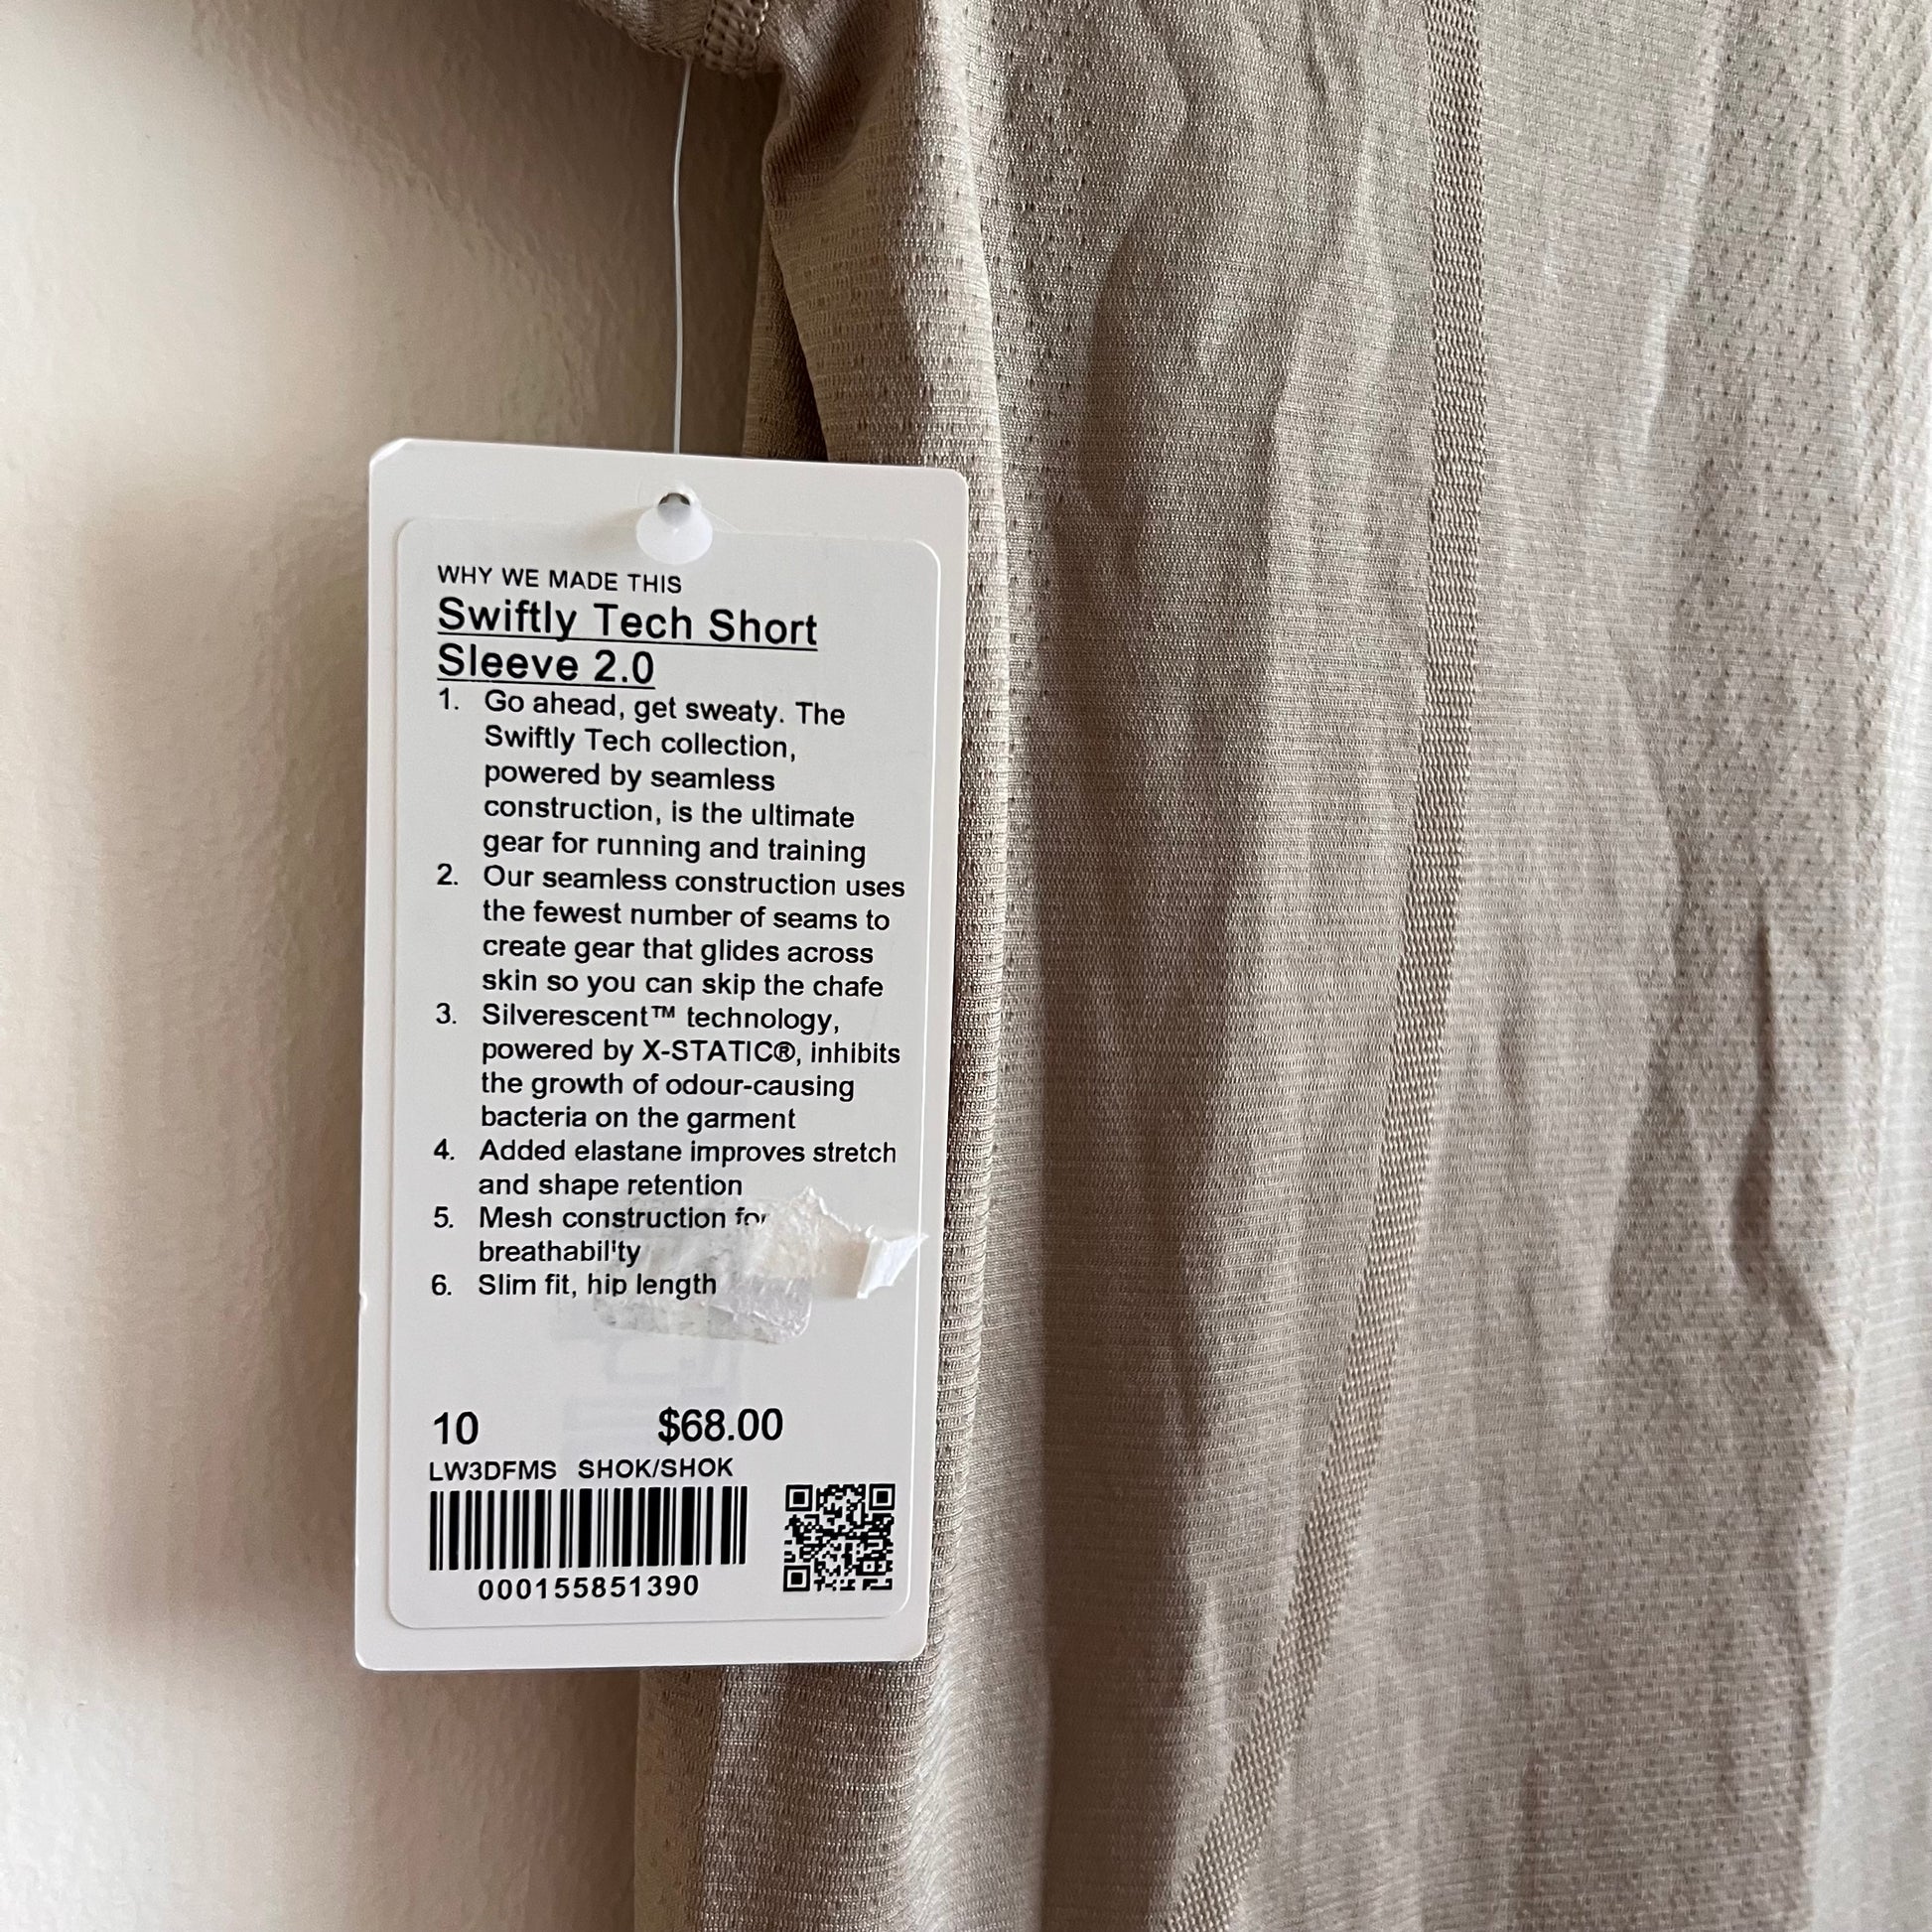 WHY WE MADE THIS
Swiftly Tech Short
Sleeve 2.0
1. Go ahead, get sweaty. The
Swiftly Tech collection,
powered by seamless
construction, is the ultimate
gear for running and training
2. Our seamless construction uses
the fewest number of seams to
create gear that glides across
skin so you can skip the chafe
3. Silverescent™ technology,
powered by X-STATIC®, inhibits
the growth of odour-causing
bacteria on the garment
4. Added elastane improves stretch
and shape retention
5. Mesh construction for
breathability
6. Slim fit, hip length
10 $68.00
LW3DFMS SHOK/SHOK
000155851390